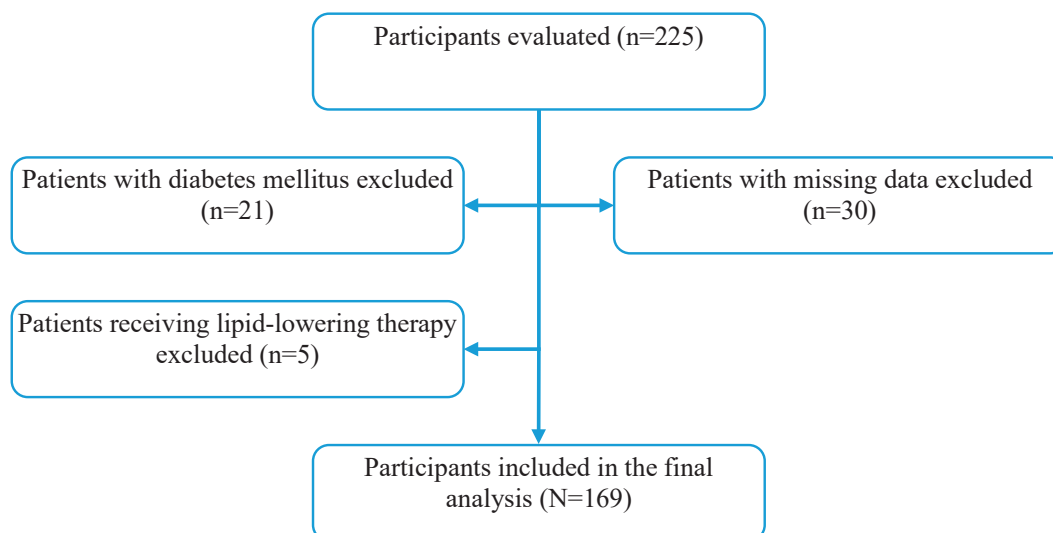 Participants evaluated (n=225)
Patients with diabetes mellitus excluded
(n=21)
Patients with missing data excluded
(n=30)
Patients receiving lipid-lowering therapy
excluded (n=5)
Participants included in the final
analysis (N=169)